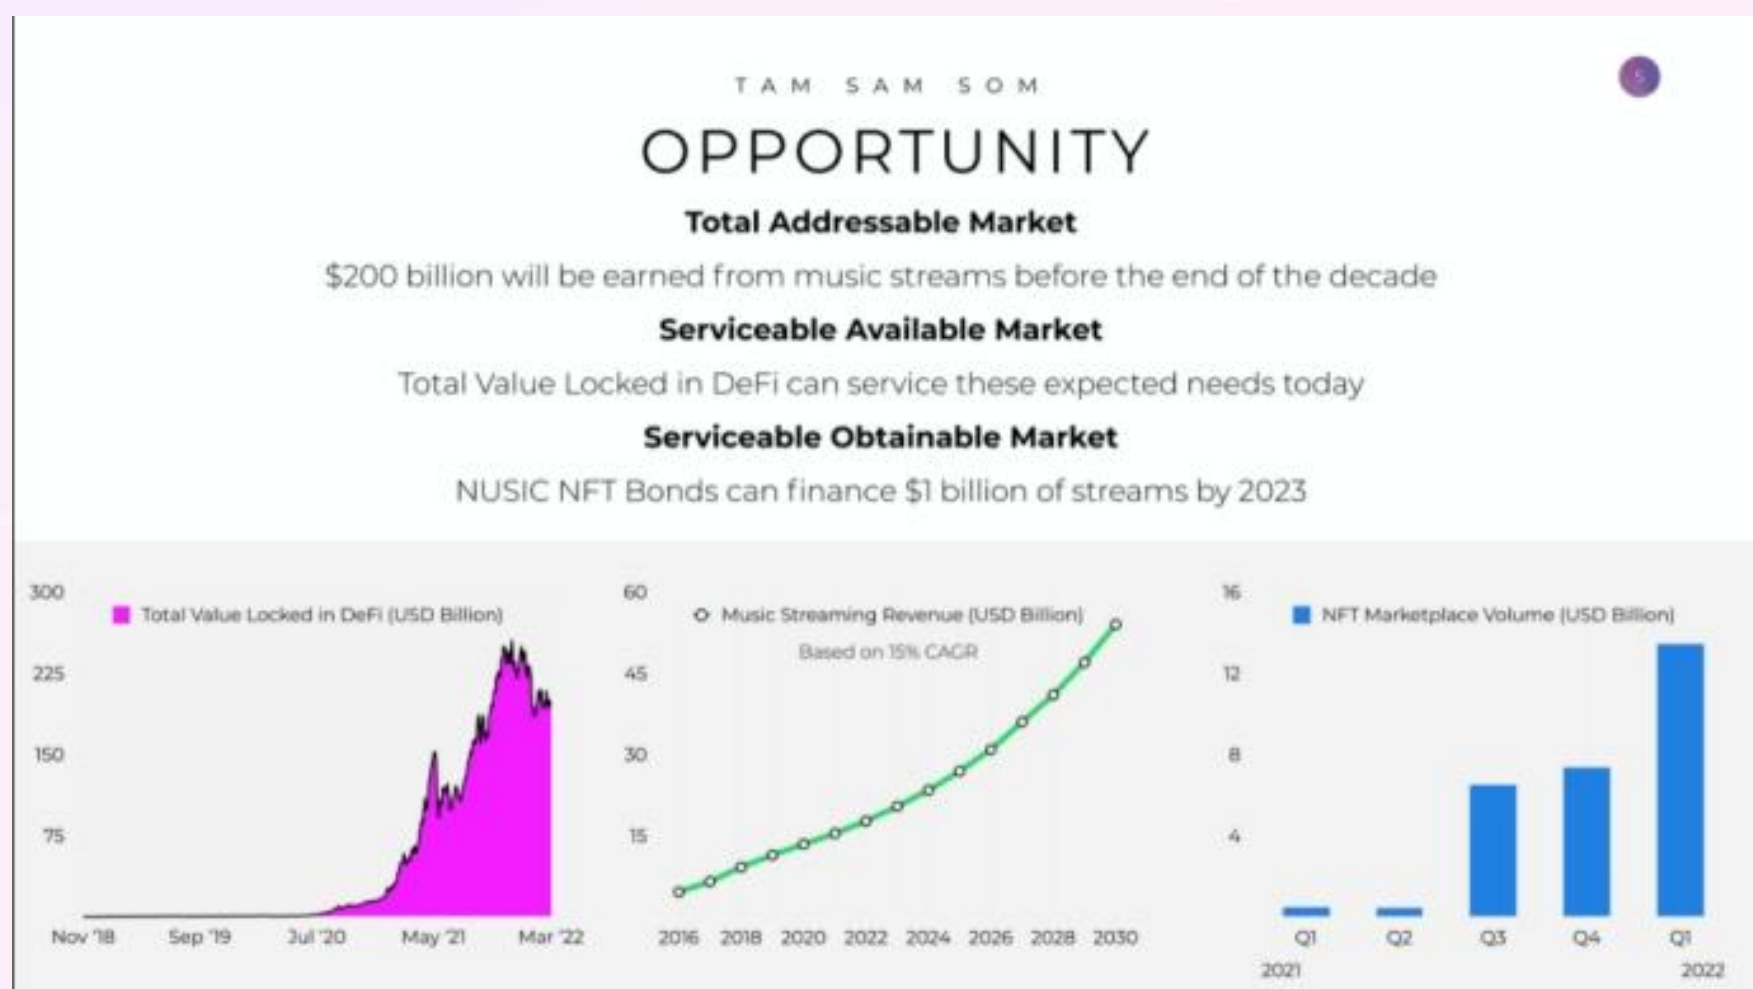 TAM SAM SOM
OPPORTUNITY
Total Addressable Market
$200 billion will be earned from music streams before the end of the decade
Serviceable Available Market
Total Value Locked in DeFi can service these expected needs today
Serviceable Obtainable Market
NUSIC NFT Bonds can finance $1 billion of streams by 2023
Total Value Locked in DeFi (USD Billion)
300
225
150
75
Nov '18 Sep '19 Jul '20 May '21 Mar '22
Music Streaming Revenue (USD Billion)
Based on 15% CAGR
60
45
30
15
2016 2018 2020 2022 2024 2026 2028 2030
NFT Marketplace Volume (USD Billion)
16
12
8
4
Q1 Q2 Q3 Q4 Q1
2021 2022